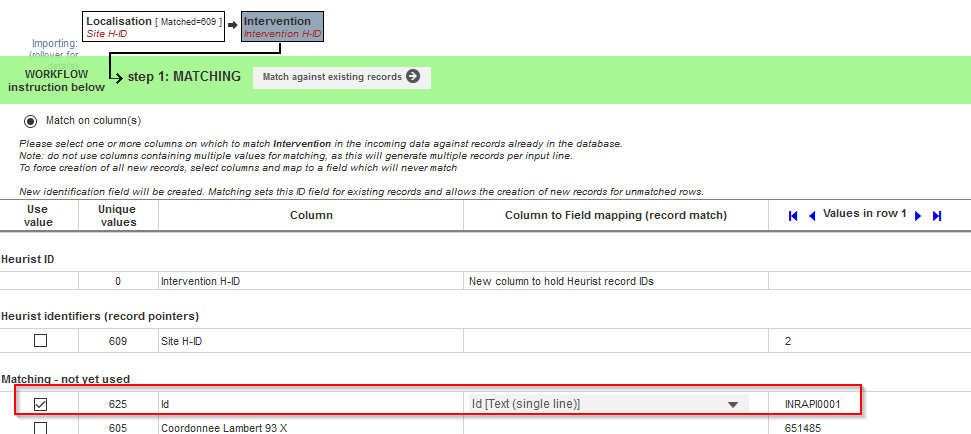 Localisation [ Matched=609 ] Intervention
Site H-ID Intervention H-ID
Importing:
(rollover for
details)
WORKFLOW
instruction below
step 1: MATCHING Match against existing records
Match on column(s)
Please select one or more columns on which to match Intervention in the incoming data against records already in the database.
Note: do not use columns containing multiple values for matching, as this will generate multiple records per input line.
To force creation of all new records, select columns and map to a field which will never match
New identification field will be created. Matching sets this ID field for existing records and allows the creation of new records for unmatched rows.
Use value Unique values Column Column to Field mapping (record match) Values in row 1
Heurist ID
0 Intervention H-ID New column to hold Heurist record IDs
Heurist identifiers (record pointers)
609 Site H-ID 2
Matching - not yet used
625 Id Id [Text (single line)] INRAPI0001
605 Coordonnee Lambert 93 X 651485